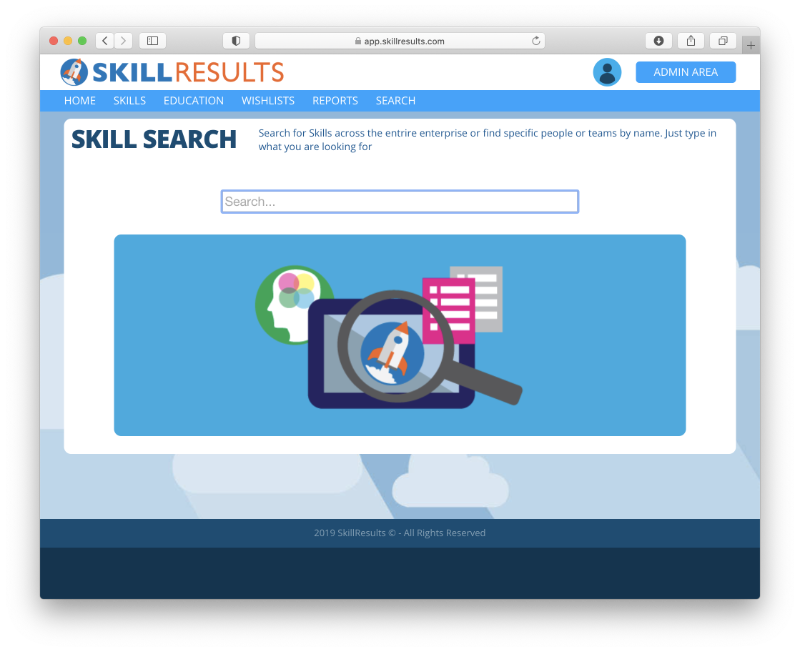 app.skillresults.com
SKILLRESULTS
ADMIN AREA
HOME SKILLS EDUCATION WISHLISTS REPORTS SEARCH
SKILL SEARCH
Search for Skills across the entrire enterprise or find specific people or teams by name. Just type in
what you are looking for
Search...
2019 SkillResults © - All Rights Reserved